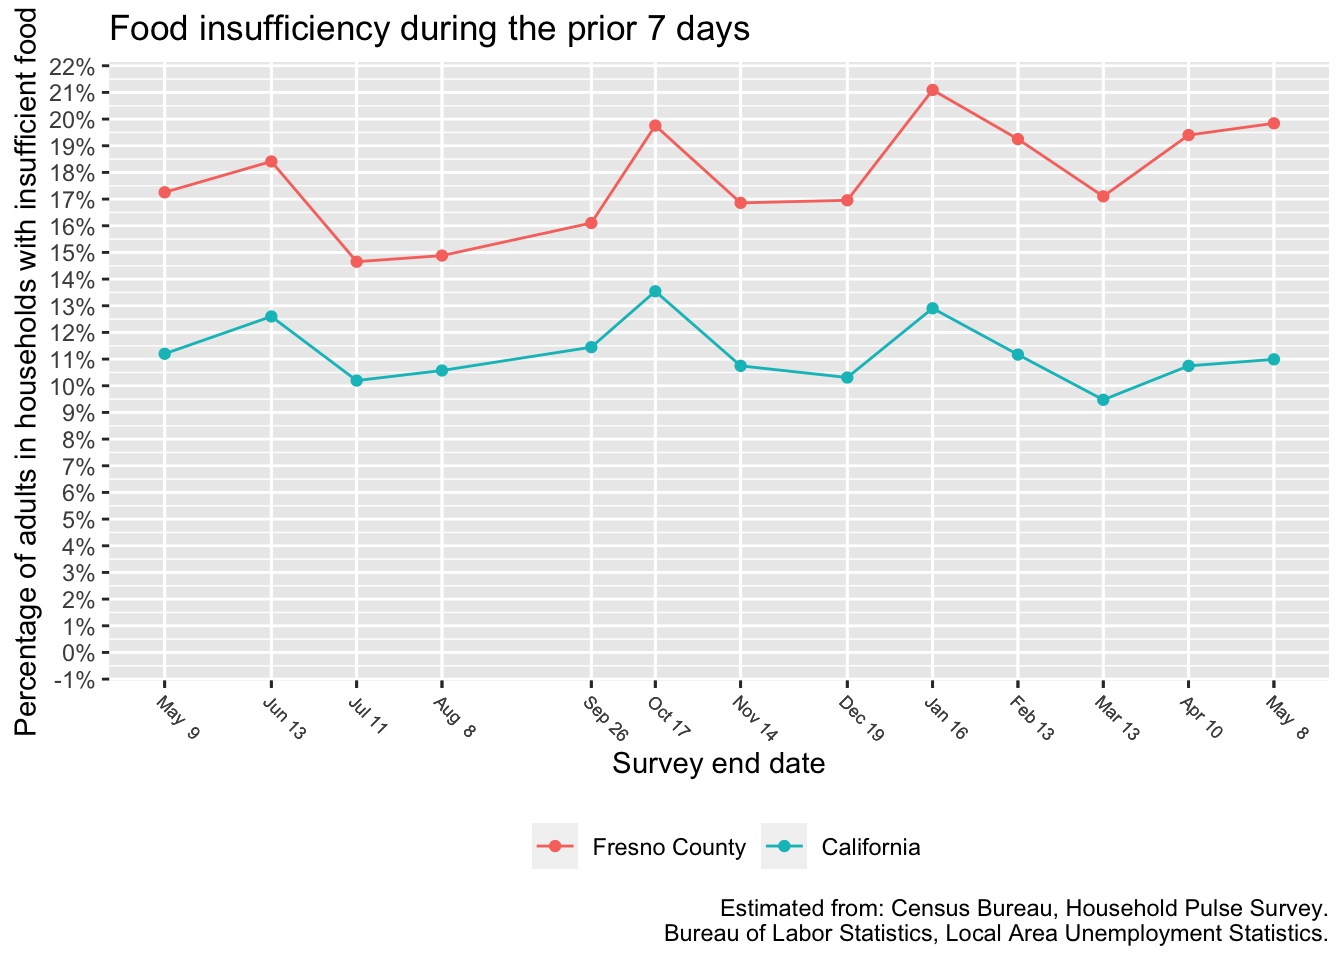 Food insufficiency during the prior 7 days
Percentage of adults in households with insufficient food
22%
21%
20%
19%
18%
17%
16%
15%
14%
13%
12%
11%
10%
9%
8%
7%
6%
5%
4%
3%
2%
1%
0%
-1%
May 9
Jun 13
Jul 11
Aug 8
Sep 26
Oct 17
Nov 14
Dec 19
Jan 16
Feb 13
Mar 13
Apr 10
May 8
Survey end date
Fresno County
California
Estimated from: Census Bureau, Household Pulse Survey.
Bureau of Labor Statistics, Local Area Unemployment Statistics.